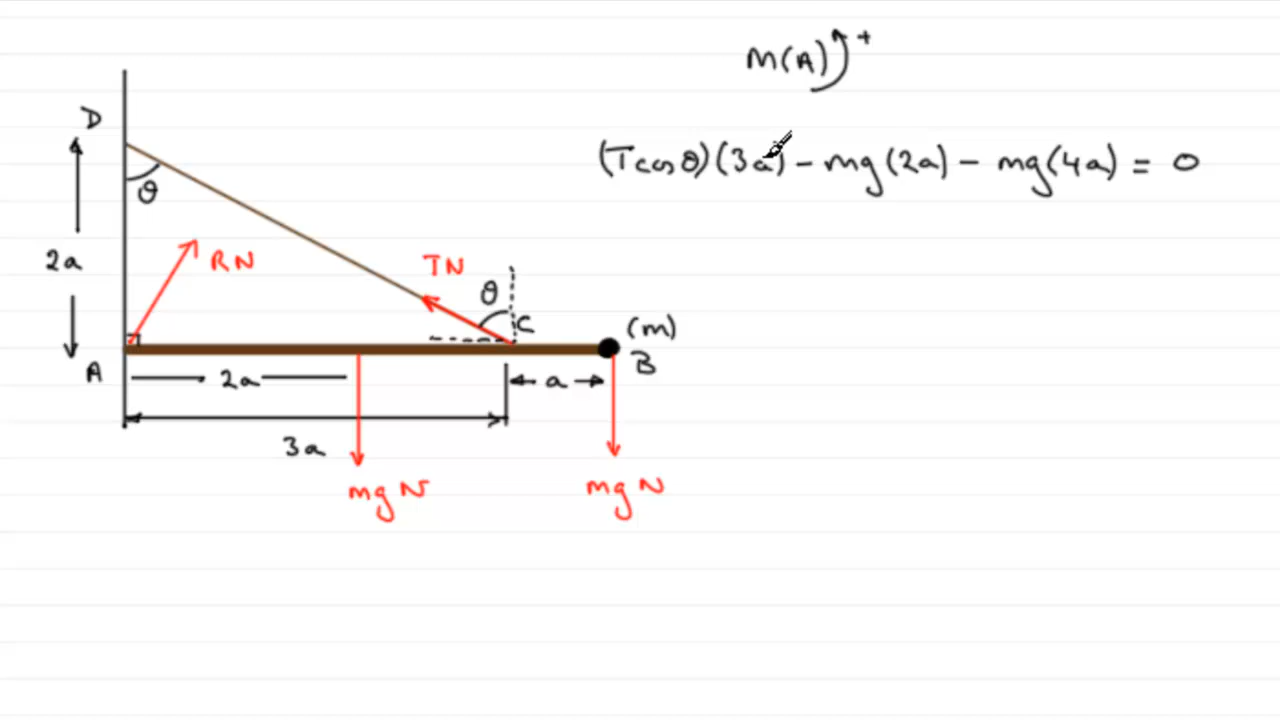 M(A) +
(Tcosθ)(3a) - mg(2a) - mg(4a) = 0
D
θ
2a
RN
TN
θ
C
(m)
B
A
2a
a
3a
mg N
mg N